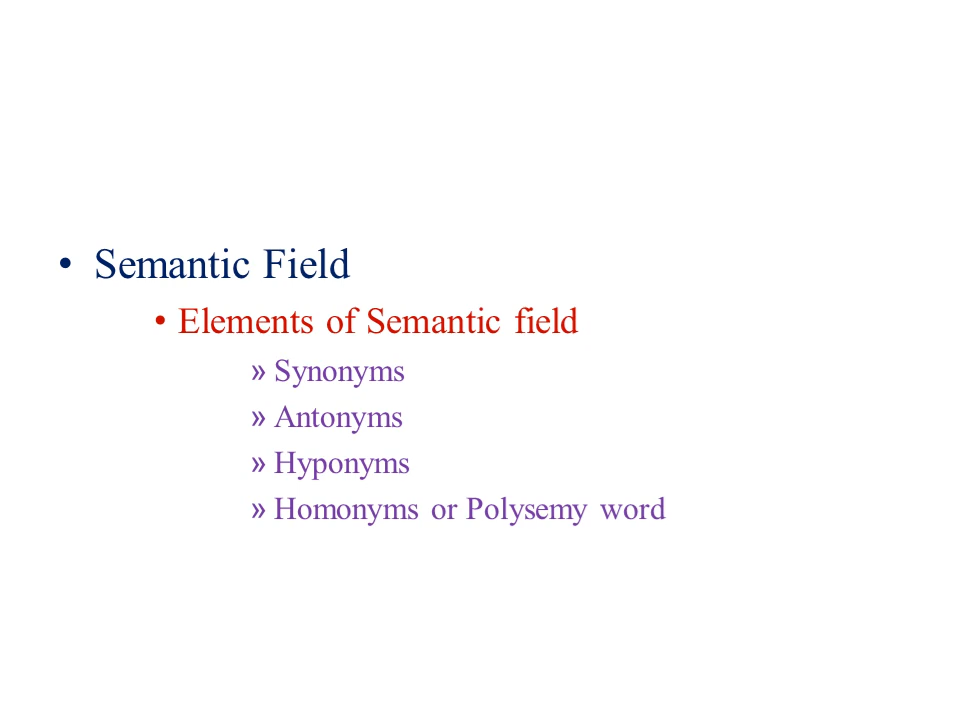 • Semantic Field
• Elements of Semantic field
» Synonyms
» Antonyms
» Hyponyms
» Homonyms or Polysemy word